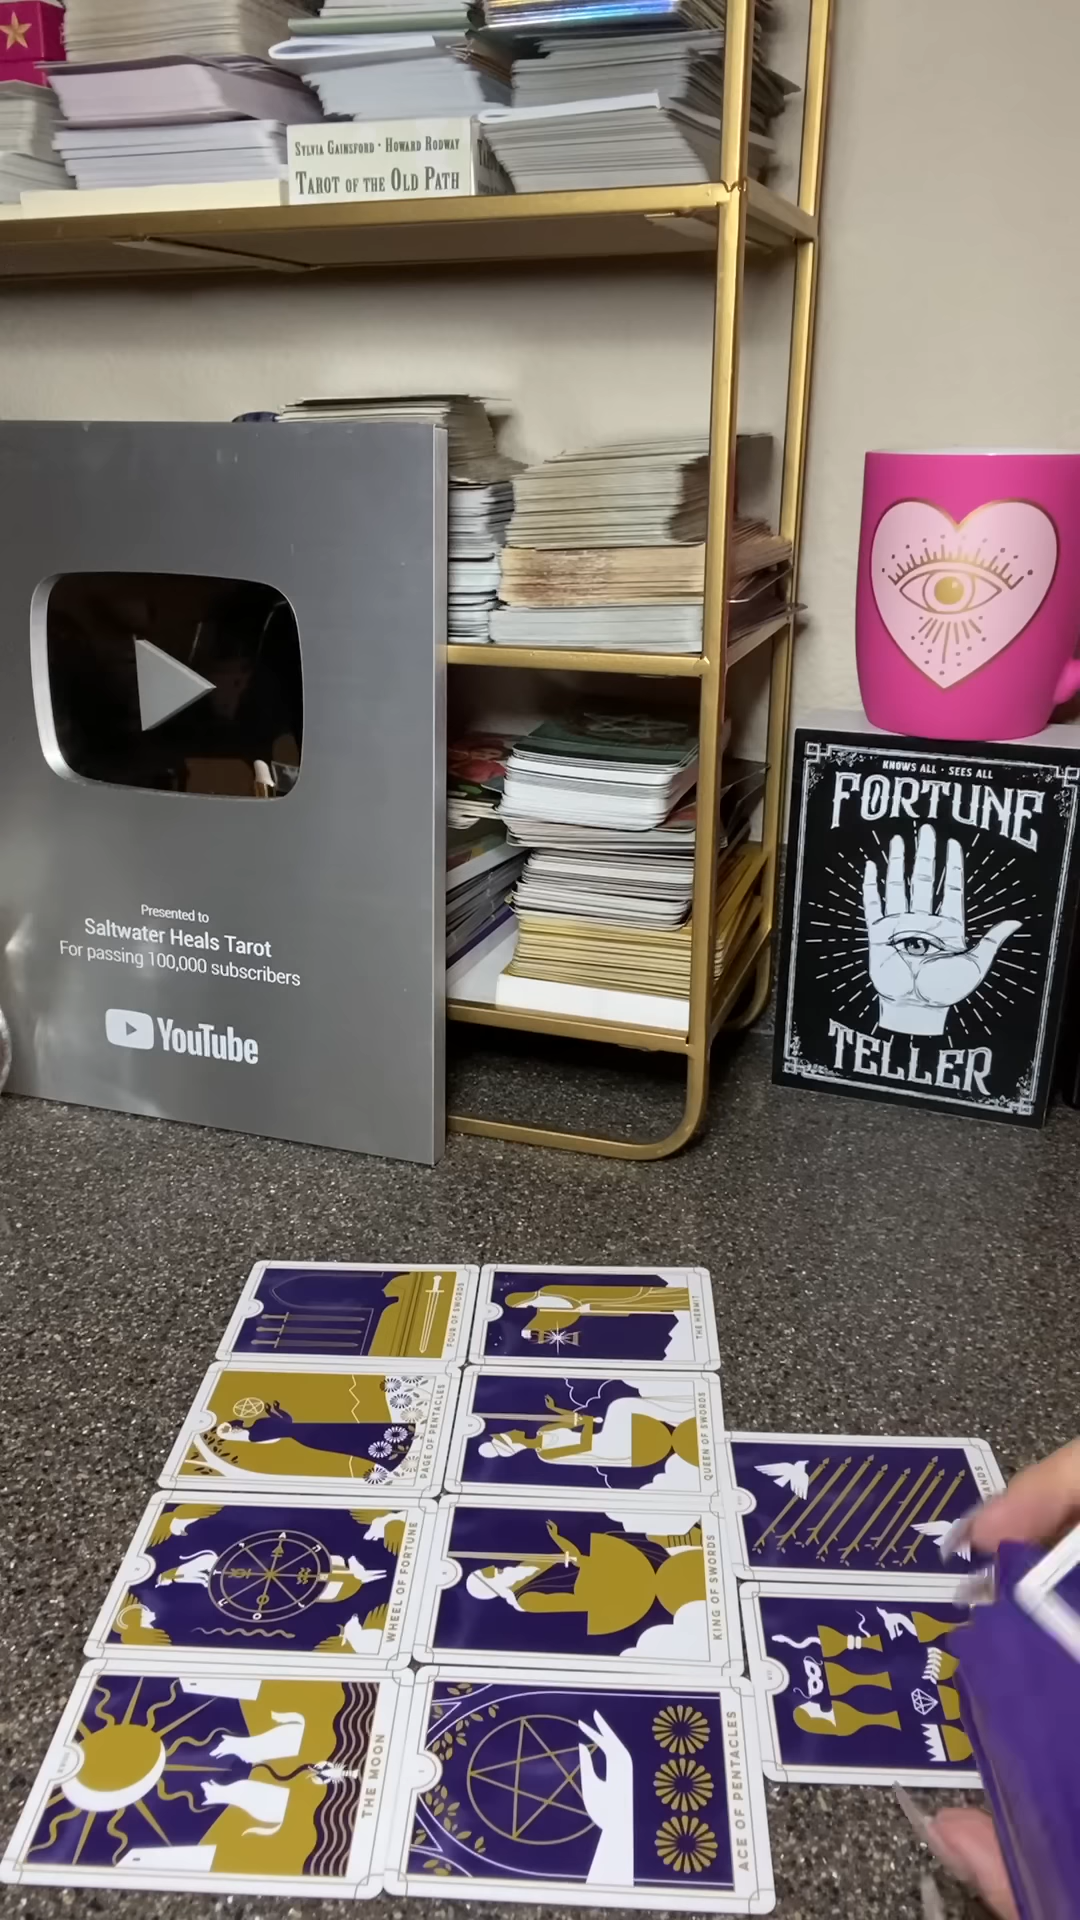 SYLVIA GAINSFORD · HOWARD RODWAY
TAROT OF THE OLD PATH
Presented to
Saltwater Heals Tarot
For passing 100,000 subscribers
YouTube
KNOWS ALL · SEES ALL
FORTUNE
TELLER
FOUR OF SWORDS
THE HERMIT
PAGE OF PENTACLES
QUEEN OF SWORDS
WHEEL OF FORTUNE
KING OF SWORDS
WANDS
THE MOON
ACE OF PENTACLES